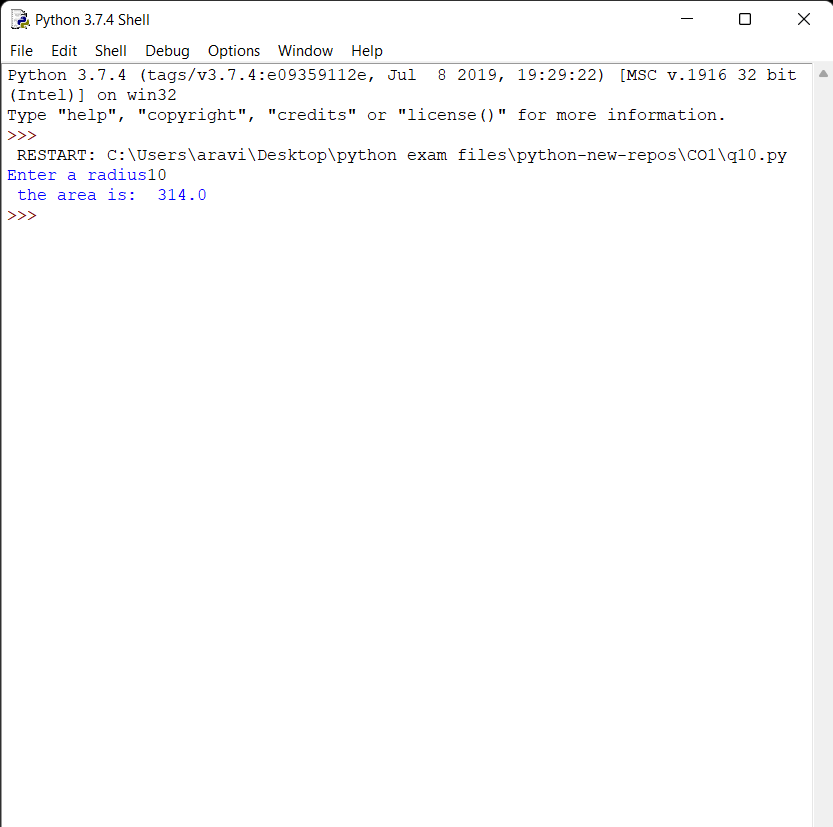 Python 3.7.4 Shell
File Edit Shell Debug Options Window Help
Python 3.7.4 (tags/v3.7.4:e09359112e, Jul  8 2019, 19:29:22) [MSC v.1916 32 bit
(Intel)] on win32
Type "help", "copyright", "credits" or "license()" for more information.
>>>
 RESTART: C:\Users\aravi\Desktop\python exam files\python-new-repos\CO1\q10.py
Enter a radius10
 the area is:  314.0
>>>